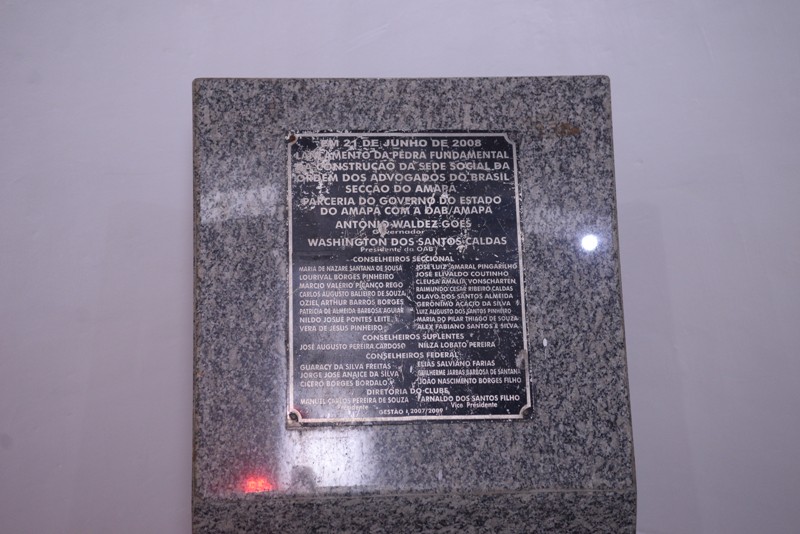 EM 21 DE JUNHO DE 2008
LANÇAMENTO DA PEDRA FUNDAMENTAL
DA CONSTRUÇÃO DA SEDE SOCIAL DA
ORDEM DOS ADVOGADOS DO BRASIL
SECÇÃO DO AMAPÁ
PARCERIA DO GOVERNO DO ESTADO
DO AMAPÁ COM A OAB/AMAPÁ
ANTÔNIO WALDEZ GÓES
Governador
WASHINGTON DOS SANTOS CALDAS
Presidente da OAB
CONSELHEIROS SECCIONAL
MARIA DE NAZARÉ SANTANA DE SOUSA
LOURIVAL BORGES PINHEIRO
MARCIO VALÉRIO PICANÇO REGO
CARLOS AUGUSTO BALIEIRO DE SOUZA
OZIEL ARTHUR BARROS BORGES
PATRÍCIA DE ALMEIDA BARBOSA AGUIAR
NILDO JOSUÉ PONTES LEITE
VERA DE JESUS PINHEIRO
JOSÉ LUIZ AMARAL PINGARILHO
JOSÉ ELIVALDO COUTINHO
CLEUSA AMALIA VONSCHARTEN
RAIMUNDO CESAR RIBEIRO CALDAS
OLAVO DOS SANTOS ALMEIDA
GERÔNIMO ACÁCIO DA SILVA
LUIZ AUGUSTO DOS SANTOS PINHEIRO
MARIA DO PILAR THIAGO DE SOUZA
ALEX FABIANO SANTOS E SILVA
CONSELHEIROS SUPLENTES
JOSÉ AUGUSTO PEREIRA CARDOSO
NILZA LOBATO PEREIRA
CONSELHEIROS FEDERAL
GUARACY DA SILVA FREITAS
JORGE JOSÉ ANAICE DA SILVA
CÍCERO BORGES BORDALO
ELIAS SALVIANO FARIAS
GUILHERME JARBAS BARBOSA DE SANTANA
JOÃO NASCIMENTO BORGES FILHO
DIRETORIA DO CLUBE
MANUEL CARLOS PEREIRA DE SOUZA
Presidente
ARNALDO DOS SANTOS FILHO
Vice Presidente
GESTÃO 2007/2009